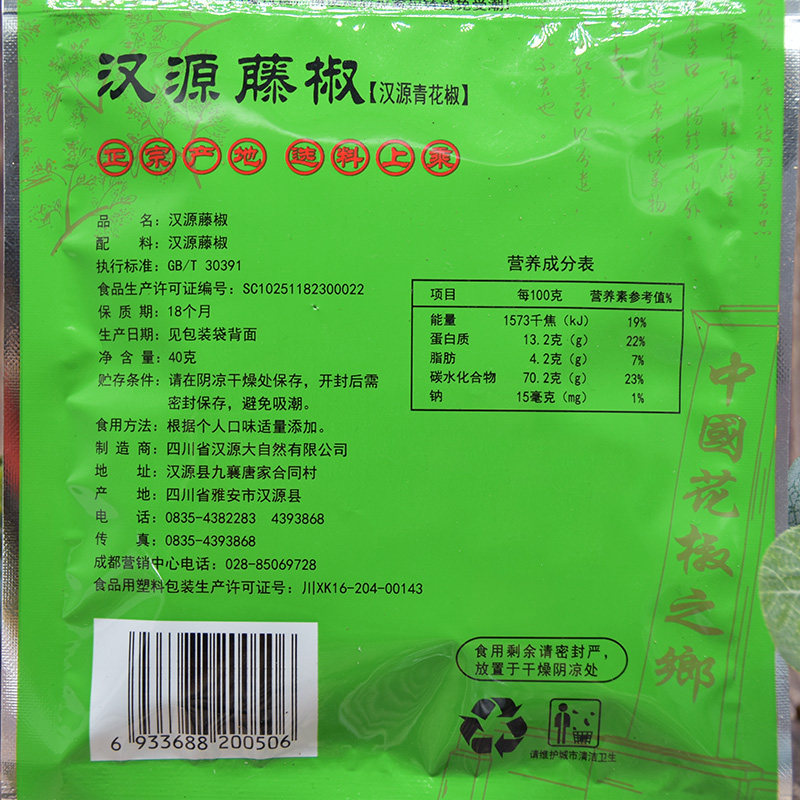 汉源藤椒【汉源青花椒】
正宗产地 选料上乘
品 名：汉源藤椒
配 料：汉源藤椒
执行标准：GB/T 30391
食品生产许可证编号：SC10251182300022
保 质 期：18个月
生产日期：见包装袋背面
净 含 量：40克
贮存条件：请在阴凉干燥处保存，开封后需
密封保存，避免吸潮。
食用方法：根据个人口味适量添加。
制 造 商：四川省汉源大自然有限公司
地 址：汉源县九襄唐家合同村
产 地：四川省雅安市汉源县
电 话：0835-4382283 4393868
传 真：0835-4393868
成都营销中心电话：028-85069728
食品用塑料包装生产许可证号：川XK16-204-00143
营养成分表
项目 每100克 营养素参考值%
能量 1573千焦（kJ） 19%
蛋白质 13.2克（g） 22%
脂肪 4.2克（g） 7%
碳水化合物 70.2克（g） 23%
钠 15毫克（mg） 1%
中國花椒之鄉
食用剩余请密封严，
放置于干燥阴凉处
请维护城市清洁卫生
6 933688 200506